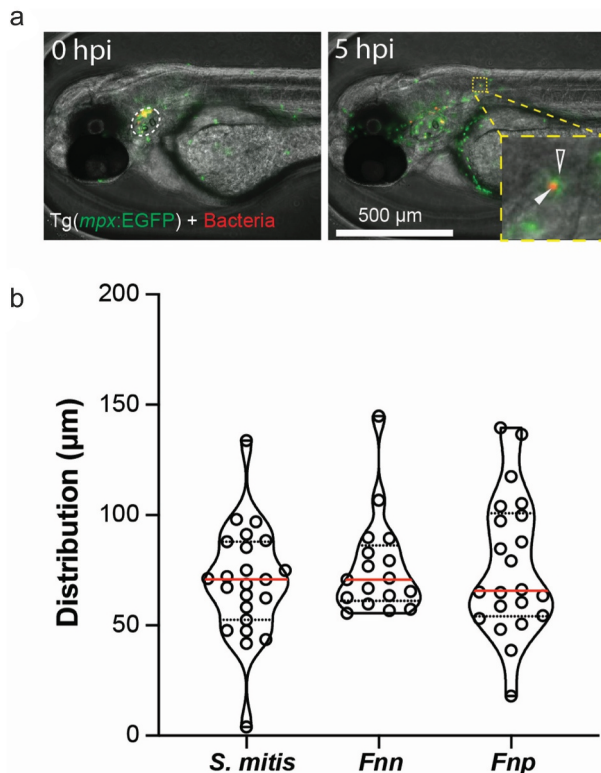 a
0 hpi
5 hpi
Tg(mpx:EGFP) + Bacteria
500 µm
b
200
150
100
50
0
Distribution (µm)
S. mitis
Fnn
Fnp